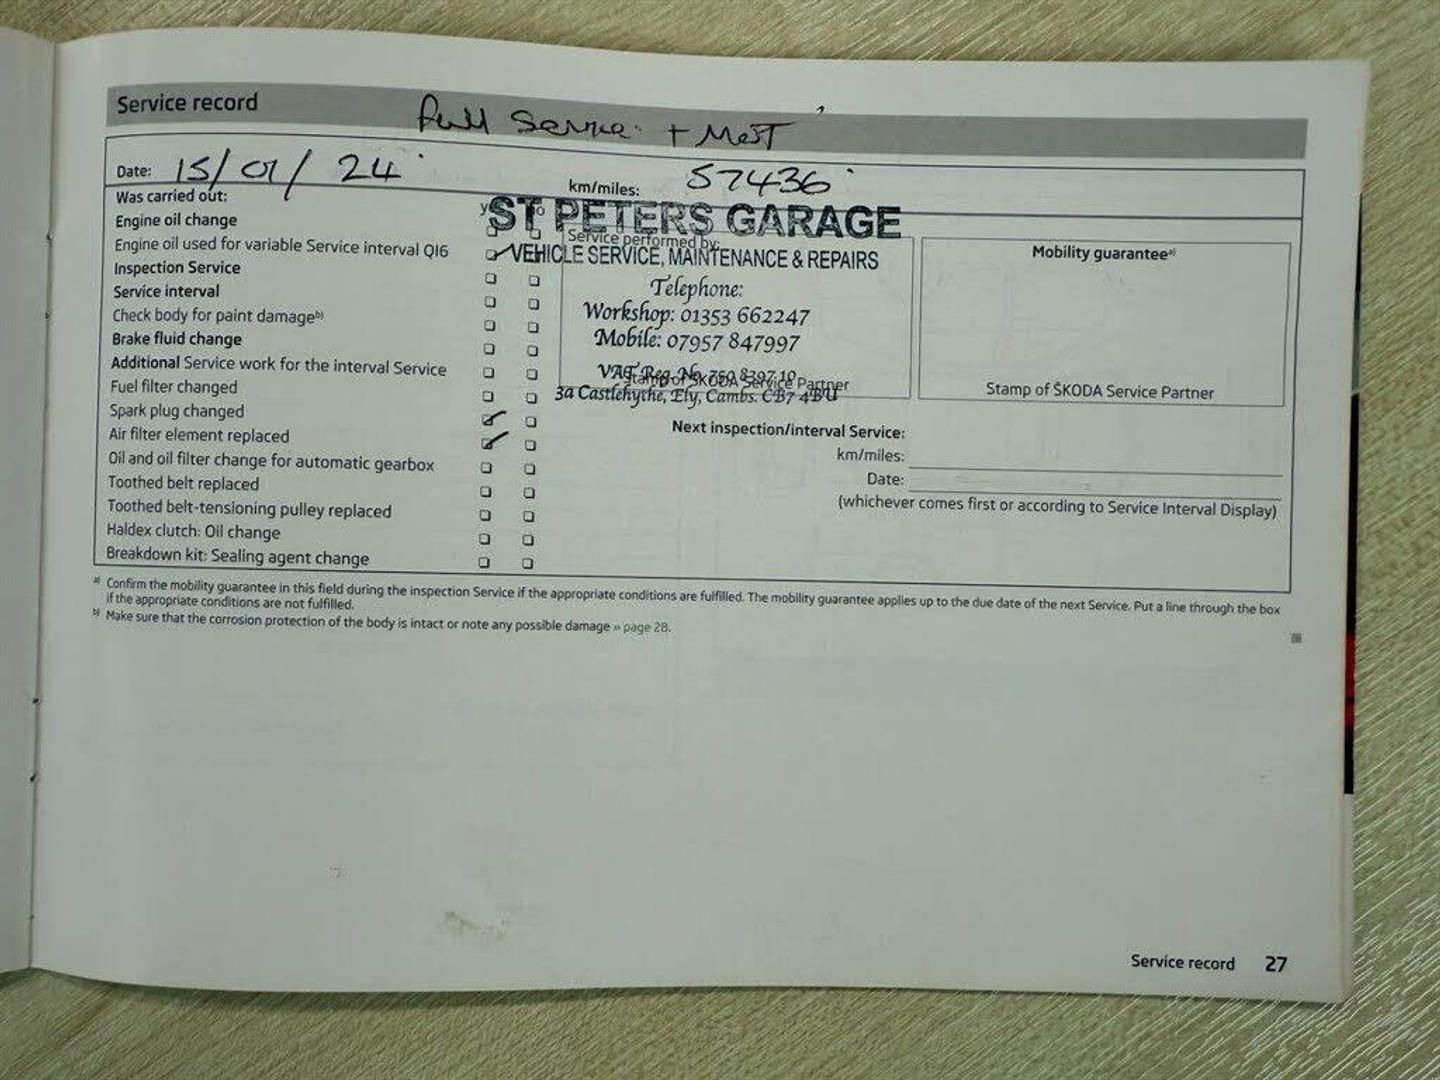 Service record
Full Service + MOT
Date: 15/01/24
km/miles: 57436
Was carried out:
Engine oil change
Engine oil used for variable Service interval QI6
Inspection Service
Service interval
Check body for paint damage b)
Brake fluid change
Additional Service work for the interval Service
Fuel filter changed
Spark plug changed
Air filter element replaced
Oil and oil filter change for automatic gearbox
Toothed belt replaced
Toothed belt-tensioning pulley replaced
Haldex clutch: Oil change
Breakdown kit: Sealing agent change
ST PETERS GARAGE
Service performed by:
VEHICLE SERVICE, MAINTENANCE & REPAIRS
Telephone:
Workshop: 01353 662247
Mobile: 07957 847997
VAT Reg. No. 750 8397 10
Stamp of ŠKODA Service Partner
3a Castlehythe, Ely, Cambs. CB7 4BU
Mobility guarantee a)
Stamp of ŠKODA Service Partner
Next inspection/interval Service:
km/miles:
Date:
(whichever comes first or according to Service Interval Display)
a) Confirm the mobility guarantee in this field during the inspection Service if the appropriate conditions are fulfilled. The mobility guarantee applies up to the due date of the next Service. Put a line through the box
if the appropriate conditions are not fulfilled.
b) Make sure that the corrosion protection of the body is intact or note any possible damage » page 28.
Service record 27